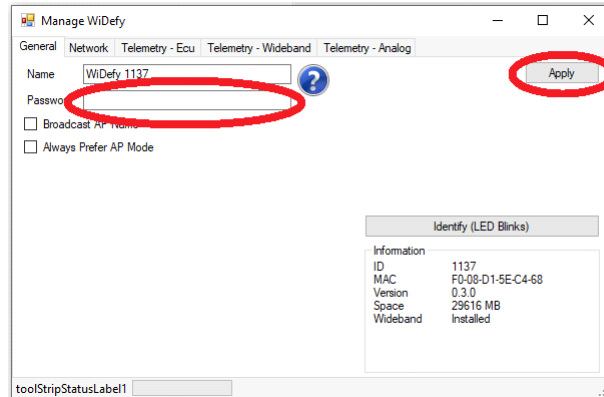 Manage WiDefy
General Network Telemetry - Ecu Telemetry - Wideband Telemetry - Analog
Name WiDefy 1137 ? Apply
Broadcast AP Name
Always Prefer AP Mode
Identify (LED Blinks)
Information
ID 1137
MAC F0-08-D1-5E-C4-68
Version 0.3.0
Space 29616 MB
Wideband Installed
toolStripStatusLabel1